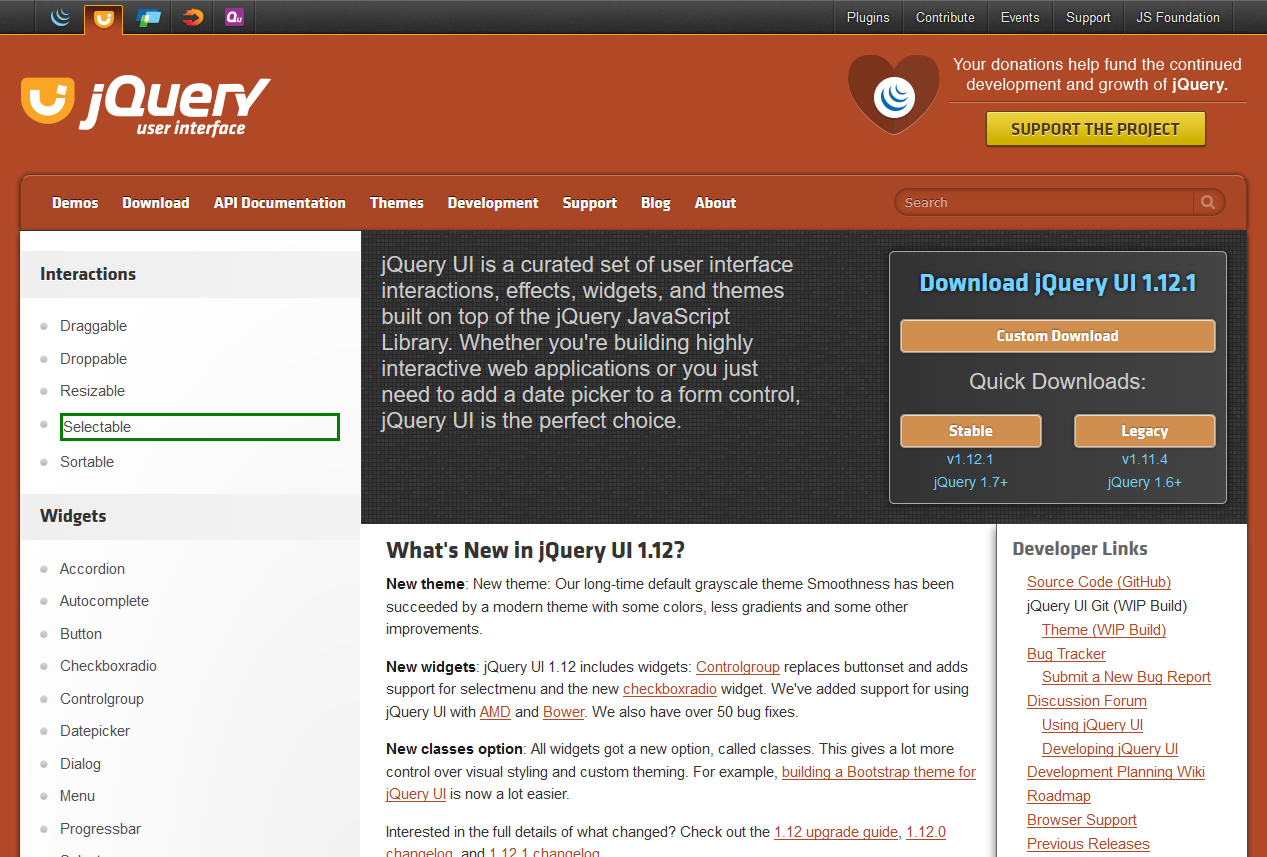 Qu
Plugins
Contribute
Events
Support
JS Foundation
jQuery
user interface
Your donations help fund the continued
development and growth of jQuery.
SUPPORT THE PROJECT
Demos
Download
API Documentation
Themes
Development
Support
Blog
About
Search
Interactions
Draggable
Droppable
Resizable
Selectable
Sortable
Widgets
Accordion
Autocomplete
Button
Checkboxradio
Controlgroup
Datepicker
Dialog
Menu
Progressbar
jQuery UI is a curated set of user interface
interactions, effects, widgets, and themes
built on top of the jQuery JavaScript
Library. Whether you're building highly
interactive web applications or you just
need to add a date picker to a form control,
jQuery UI is the perfect choice.
Download jQuery UI 1.12.1
Custom Download
Quick Downloads:
Stable
v1.12.1
jQuery 1.7+
Legacy
v1.11.4
jQuery 1.6+
What's New in jQuery UI 1.12?
New theme: New theme: Our long-time default grayscale theme Smoothness has been
succeeded by a modern theme with some colors, less gradients and some other
improvements.
New widgets: jQuery UI 1.12 includes widgets: Controlgroup replaces buttonset and adds
support for selectmenu and the new checkboxradio widget. We've added support for using
jQuery UI with AMD and Bower. We also have over 50 bug fixes.
New classes option: All widgets got a new option, called classes. This gives a lot more
control over visual styling and custom theming. For example, building a Bootstrap theme for
jQuery UI is now a lot easier.
Interested in the full details of what changed? Check out the 1.12 upgrade guide, 1.12.0
changelog, and 1.12.1 changelog.
Developer Links
Source Code (GitHub)
jQuery UI Git (WIP Build)
Theme (WIP Build)
Bug Tracker
Submit a New Bug Report
Discussion Forum
Using jQuery UI
Developing jQuery UI
Development Planning Wiki
Roadmap
Browser Support
Previous Releases